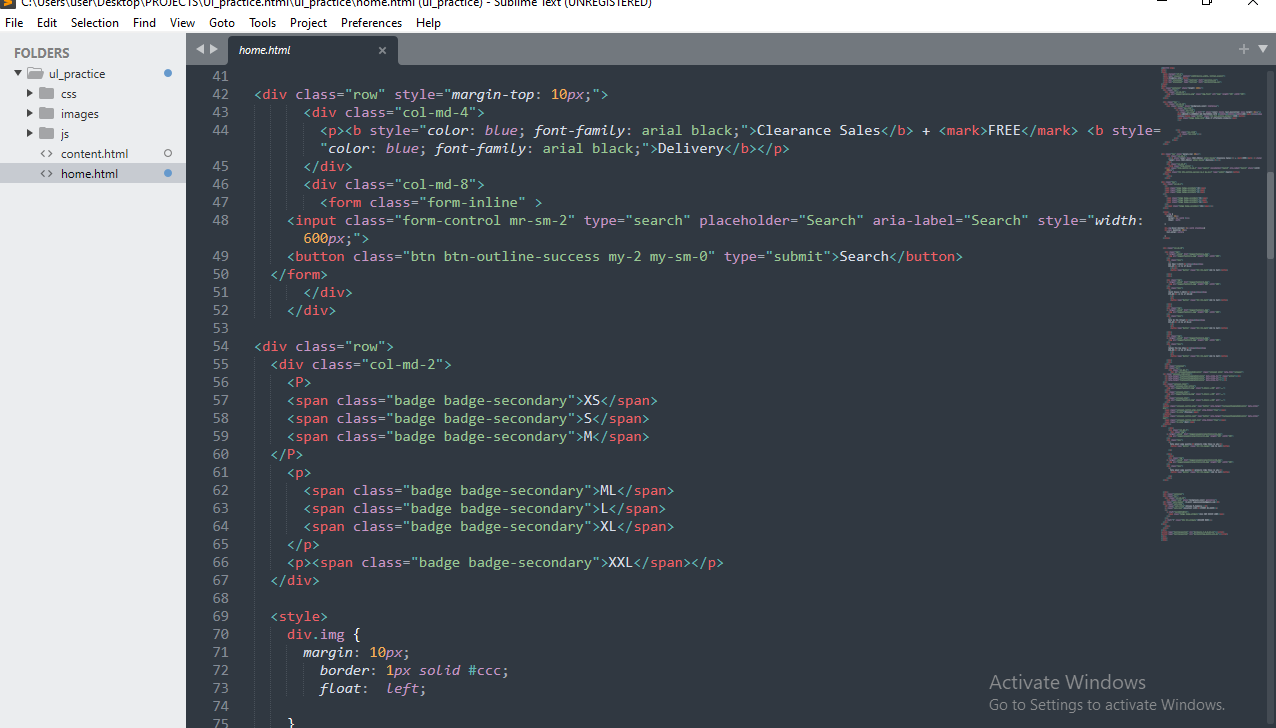 C:\Users\user\Desktop\PROJECTS\UI_practice.html\ul_practice\home.html (ul_practice) - Sublime Text (UNREGISTERED)
File Edit Selection Find View Goto Tools Project Preferences Help
FOLDERS
ul_practice
css
images
js
<> content.html
<> home.html
home.html
41
42 <div class="row" style="margin-top: 10px;">
43 <div class="col-md-4">
44 <p><b style="color: blue; font-family: arial black;">Clearance Sales</b> + <mark>FREE</mark> <b style=
"color: blue; font-family: arial black;">Delivery</b></p>
45 </div>
46 <div class="col-md-8">
47 <form class="form-inline" >
48 <input class="form-control mr-sm-2" type="search" placeholder="Search" aria-label="Search" style="width:
600px;">
49 <button class="btn btn-outline-success my-2 my-sm-0" type="submit">Search</button>
50 </form>
51 </div>
52 </div>
53
54 <div class="row">
55 <div class="col-md-2">
56 <P>
57 <span class="badge badge-secondary">XS</span>
58 <span class="badge badge-secondary">S</span>
59 <span class="badge badge-secondary">M</span>
60 </P>
61 <p>
62 <span class="badge badge-secondary">ML</span>
63 <span class="badge badge-secondary">L</span>
64 <span class="badge badge-secondary">XL</span>
65 </p>
66 <p><span class="badge badge-secondary">XXL</span></p>
67 </div>
68
69 <style>
70 div.img {
71 margin: 10px;
72 border: 1px solid #ccc;
73 float: left;
74
75 }
Activate Windows
Go to Settings to activate Windows.